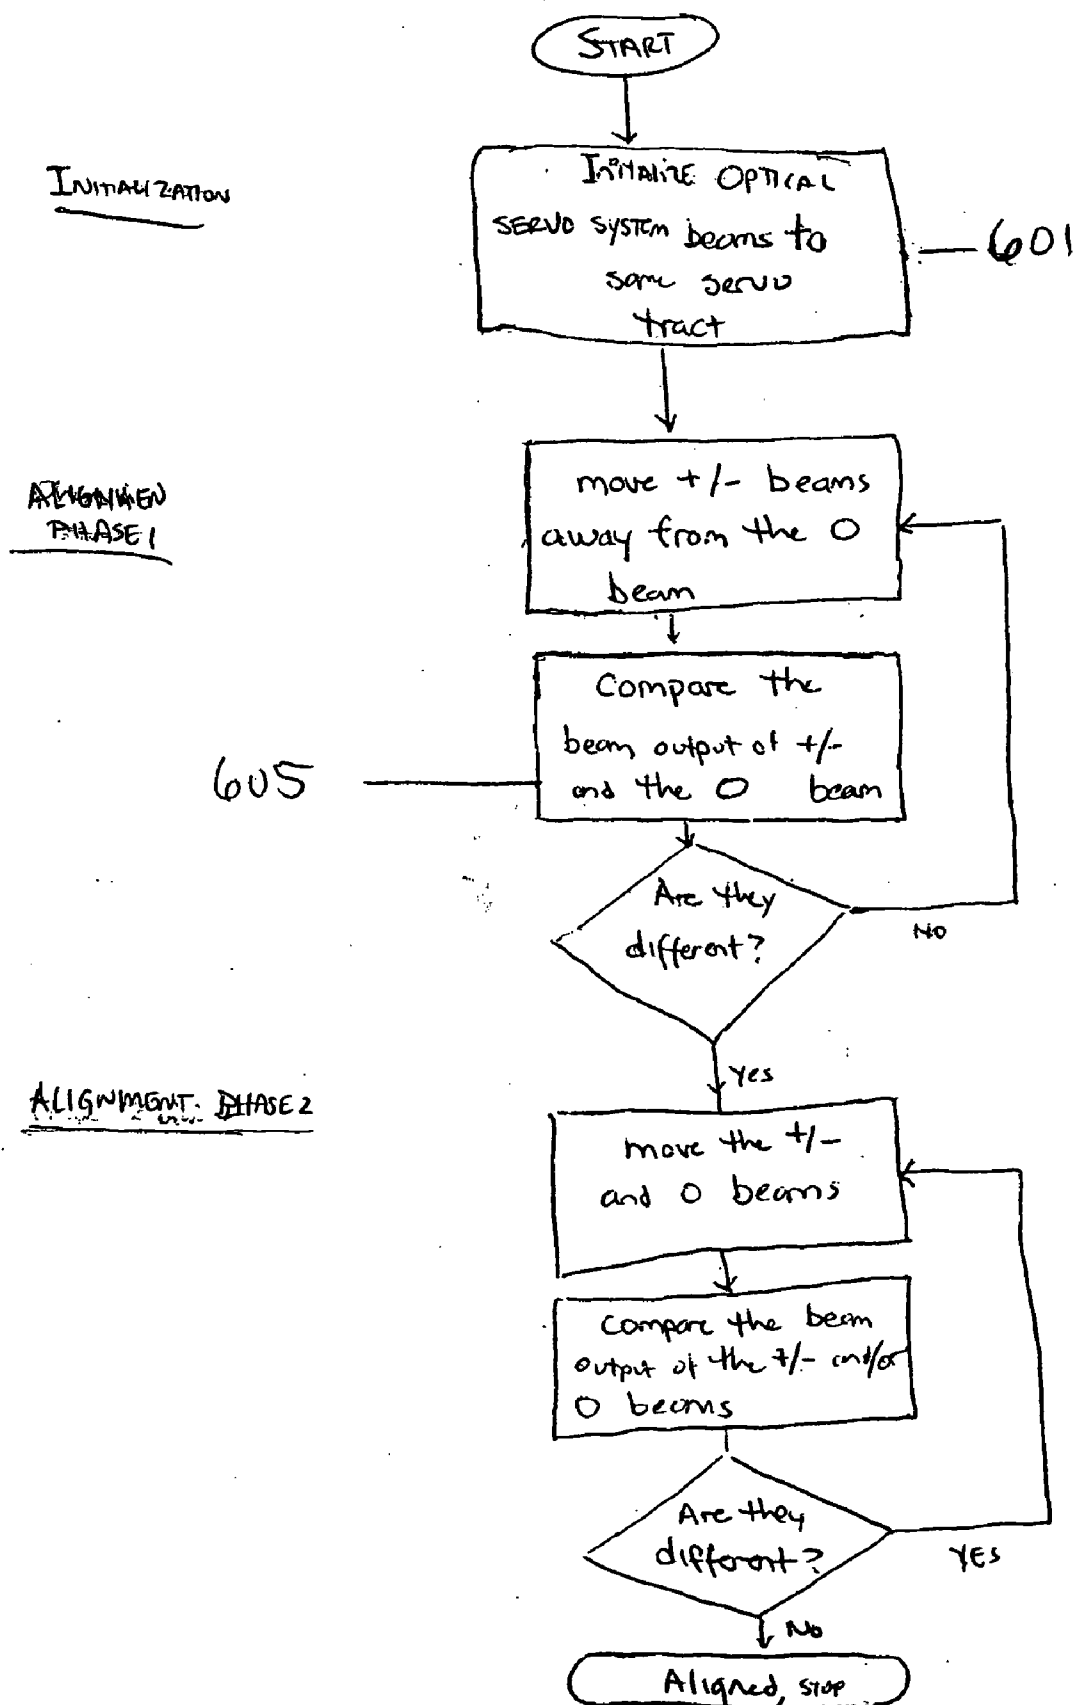 START
INITIALIZATION
INITIALIZE OPTICAL
SERVO SYSTEM beams to
same servo
tract
601
move +/- beams
away from the 0
beam
PHASE 1
Compare the
beam output of +/-
and the 0 beam
605
Are they
different?
NO
Yes
ALIGNMENT PHASE 2
move the +/-
and 0 beams
Compare the beam
output of the +/- and/or
0 beams
Are they
different?
YES
No
Aligned, STOP